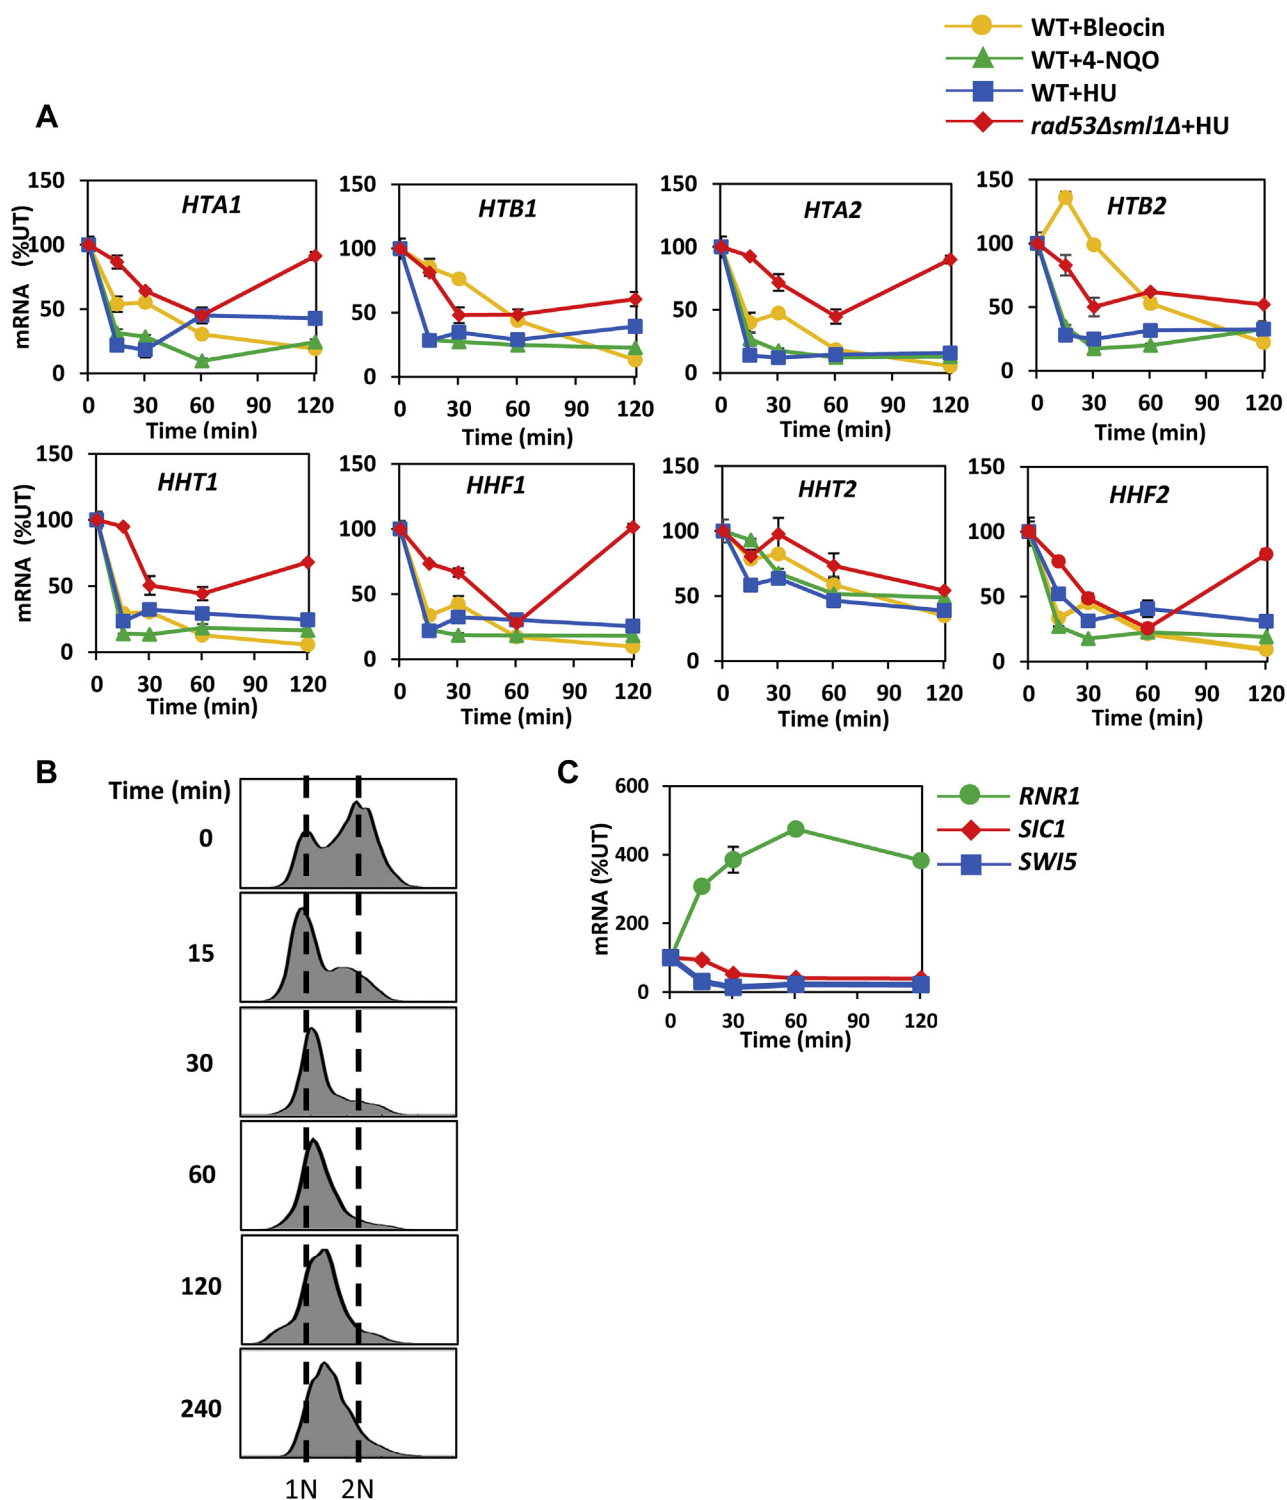 WT+Bleocin
WT+4-NQO
WT+HU
rad53Δsml1Δ+HU
A
mRNA (%UT)
150
100
50
0
HTA1
0 30 60 90 120
Time (min)
150
100
50
0
HTB1
0 30 60 90 120
Time (min)
150
100
50
0
HTA2
0 30 60 90 120
Time (min)
150
100
50
0
HTB2
0 30 60 90 120
Time (min)
mRNA (%UT)
150
100
50
0
HHT1
0 30 60 90 120
Time (min)
150
100
50
0
HHF1
0 30 60 90 120
Time (min)
150
100
50
0
HHT2
0 30 60 90 120
Time (min)
150
100
50
0
HHF2
0 30 60 90 120
Time (min)
B
Time (min)
0
15
30
60
120
240
1N 2N
C
mRNA (%UT)
600
400
200
0
0 30 60 90 120
Time (min)
RNR1
SIC1
SWI5